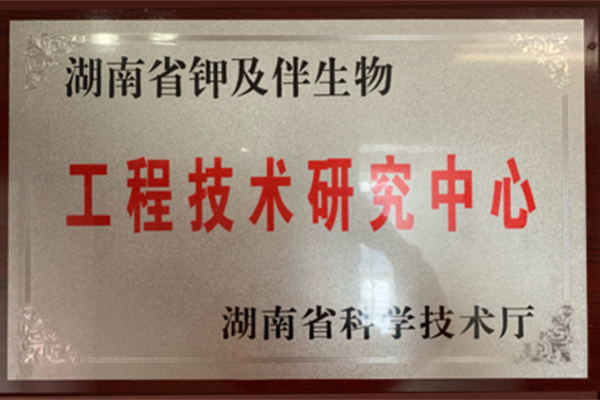 湖南省钾及伴生物
工程技术研究中心
湖南省科学技术厅